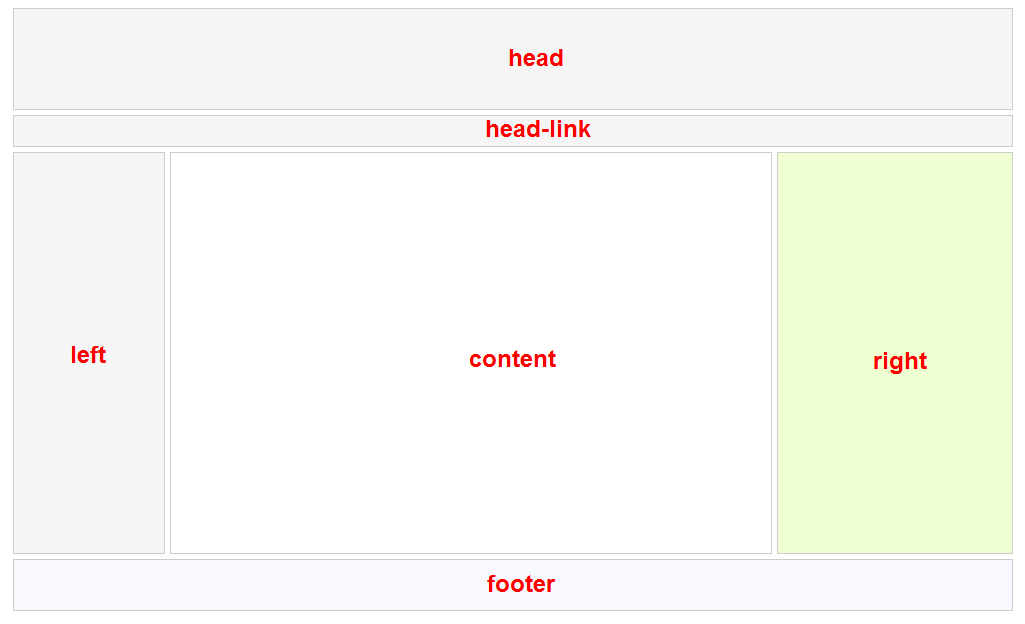 head
head-link
left
content
right
footer